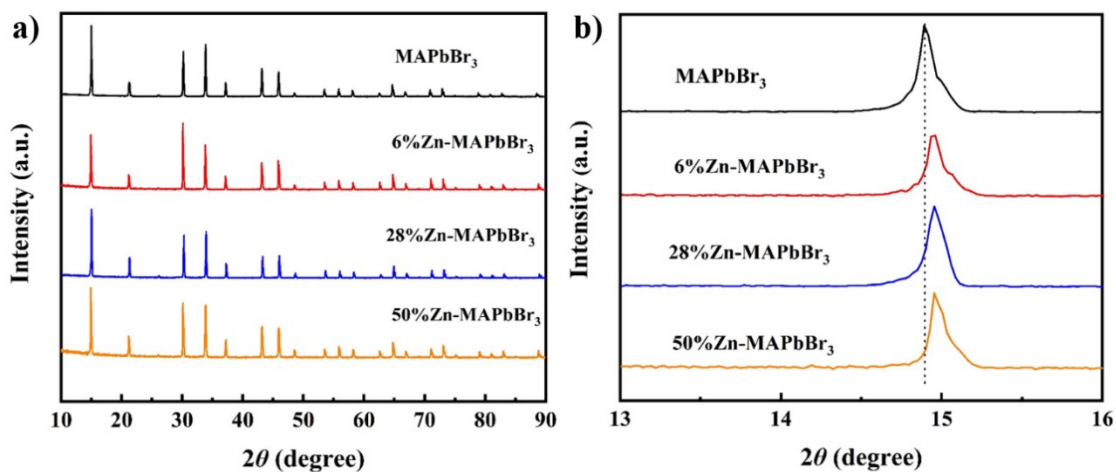 a)
MAPbBr₃
6%Zn-MAPbBr₃
28%Zn-MAPbBr₃
50%Zn-MAPbBr₃
Intensity (a.u.)
10 20 30 40 50 60 70 80 90
2θ (degree)
b)
MAPbBr₃
6%Zn-MAPbBr₃
28%Zn-MAPbBr₃
50%Zn-MAPbBr₃
Intensity (a.u.)
13 14 15 16
2θ (degree)